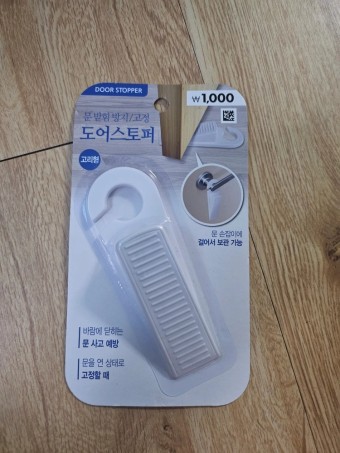 DOOR STOPPER
₩1,000
문 닫힘 방지/고정
도어스토퍼
고리형
문 손잡이에
걸어서 보관 가능
바람에 닫히는
문 사고 예방
문을 연 상태로
고정할 때